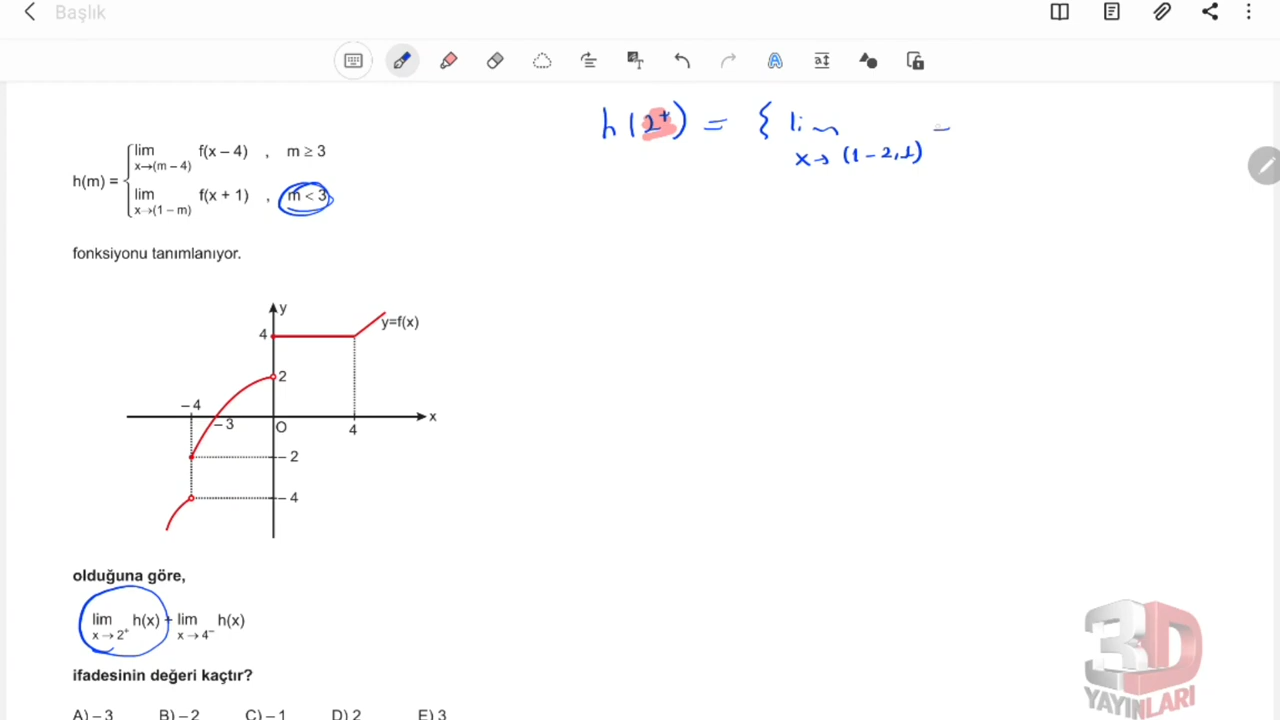 Başlık
h(2⁺) = { lim
x→(1-2,1)
h(m) = { lim f(x – 4) , m ≥ 3
x→(m – 4)
lim f(x + 1) , m < 3
x→(1 – m)
fonksiyonu tanımlanıyor.
y
4
y=f(x)
2
– 4
– 3
O
4
x
– 2
– 4
olduğuna göre,
lim h(x) + lim h(x)
x → 2⁺ x → 4⁻
ifadesinin değeri kaçtır?
A) – 3 B) – 2 C) – 1 D) 2 E) 3
3D
YAYINLARI